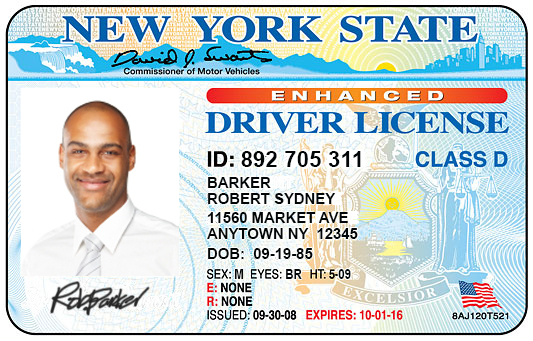 NEW YORK STATE
David J. Swarts
Commissioner of Motor Vehicles
ENHANCED
DRIVER LICENSE
ID: 892 705 311 CLASS D
BARKER
ROBERT SYDNEY
11560 MARKET AVE
ANYTOWN NY 12345
DOB: 09-19-85
SEX: M EYES: BR HT: 5-09
E: NONE
R: NONE
ISSUED: 09-30-08 EXPIRES: 10-01-16
EXCELSIOR
8AJ120T521
RobBarker